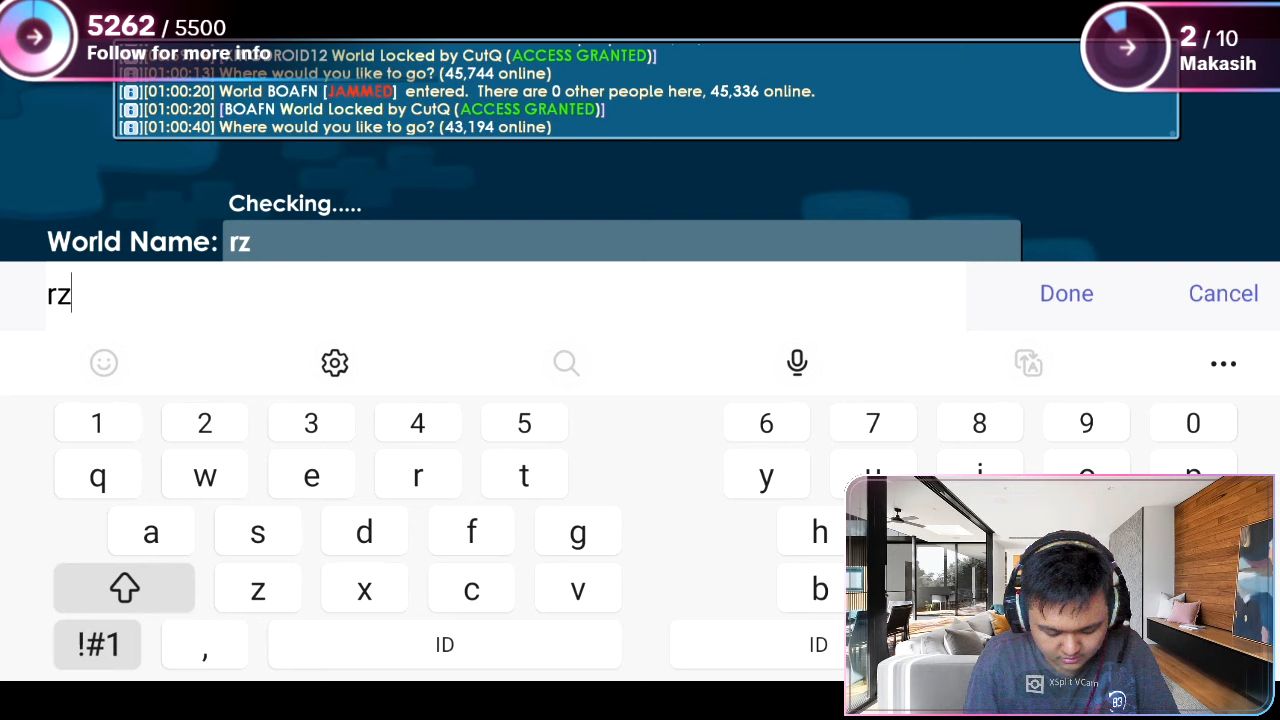 5262 / 5500
Follow for more info
2 / 10
Makasih
DROID12 World Locked by CutQ (ACCESS GRANTED)]
[01:00:13] Where would you like to go? (45,744 online)
[01:00:20] World BOAFN [JAMMED] entered. There are 0 other people here, 45,336 online.
[01:00:20] [BOAFN World Locked by CutQ (ACCESS GRANTED)]
[01:00:40] Where would you like to go? (43,194 online)
Checking.....
World Name: rz
rz
Done
Cancel
1 2 3 4 5 6 7 8 9 0
q w e r t y
a s d f g h
z x c v b
!#1 , ID ID
XSplit VCam